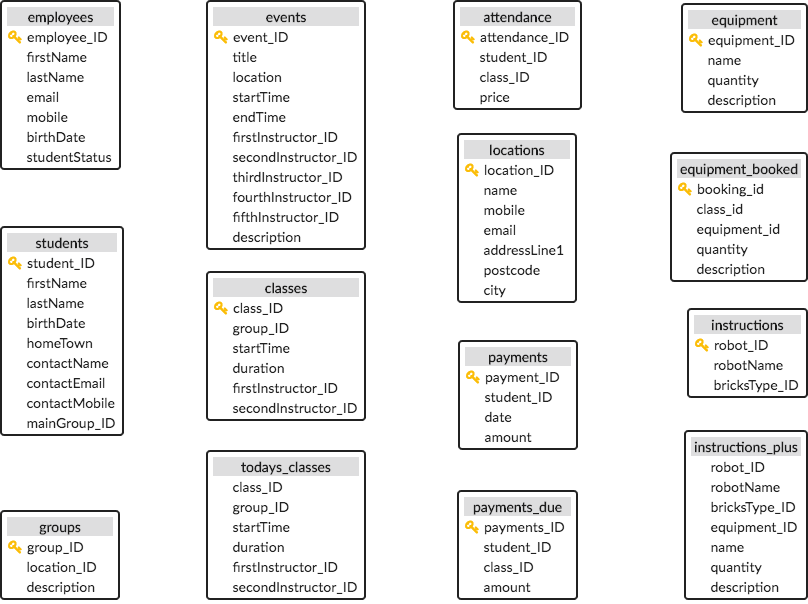 employees
employee_ID
firstName
lastName
email
mobile
birthDate
studentStatus
students
student_ID
firstName
lastName
birthDate
homeTown
contactName
contactEmail
contactMobile
mainGroup_ID
groups
group_ID
location_ID
description
events
event_ID
title
location
startTime
endTime
firstInstructor_ID
secondInstructor_ID
thirdInstructor_ID
fourthInstructor_ID
fifthInstructor_ID
description
classes
class_ID
group_ID
startTime
duration
firstInstructor_ID
secondInstructor_ID
todays_classes
class_ID
group_ID
startTime
duration
firstInstructor_ID
secondInstructor_ID
attendance
attendance_ID
student_ID
class_ID
price
locations
location_ID
name
mobile
email
addressLine1
postcode
city
payments
payment_ID
student_ID
date
amount
payments_due
payments_ID
student_ID
class_ID
amount
equipment
equipment_ID
name
quantity
description
equipment_booked
booking_id
class_id
equipment_id
quantity
description
instructions
robot_ID
robotName
bricksType_ID
instructions_plus
robot_ID
robotName
bricksType_ID
equipment_ID
name
quantity
description